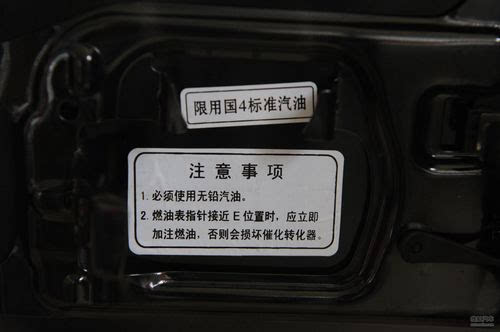 限用国4标准汽油
注意事项
1. 必须使用无铅汽油。
2. 燃油表指针接近 E 位置时，应立即
加注燃油，否则会损坏催化转化器。